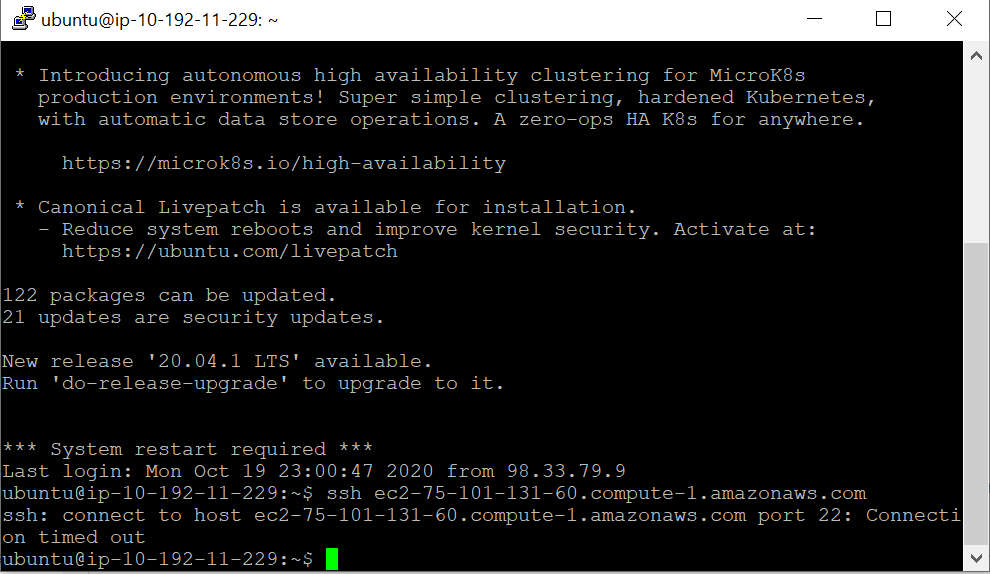 ubuntu@ip-10-192-11-229: ~
* Introducing autonomous high availability clustering for MicroK8s
production environments! Super simple clustering, hardened Kubernetes,
with automatic data store operations. A zero-ops HA K8s for anywhere.
https://microk8s.io/high-availability
* Canonical Livepatch is available for installation.
- Reduce system reboots and improve kernel security. Activate at:
https://ubuntu.com/livepatch
122 packages can be updated.
21 updates are security updates.
New release '20.04.1 LTS' available.
Run 'do-release-upgrade' to upgrade to it.
*** System restart required ***
Last login: Mon Oct 19 23:00:47 2020 from 98.33.79.9
ubuntu@ip-10-192-11-229:~$ ssh ec2-75-101-131-60.compute-1.amazonaws.com
ssh: connect to host ec2-75-101-131-60.compute-1.amazonaws.com port 22: Connecti
on timed out
ubuntu@ip-10-192-11-229:~$